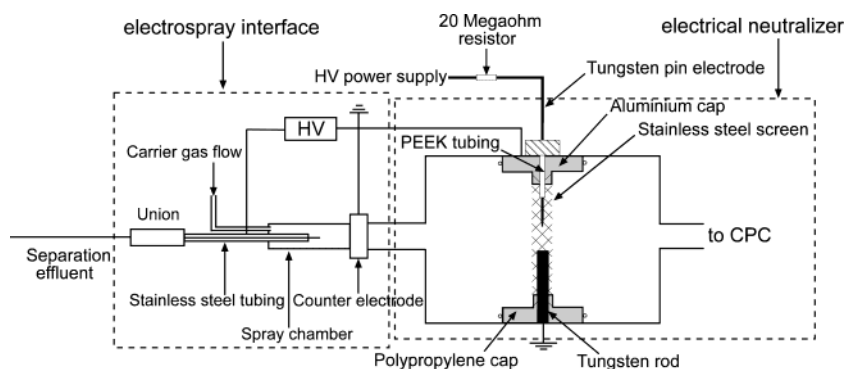 electrospray interface
20 Megaohm
resistor
electrical neutralizer
HV power supply
Tungsten pin electrode
Aluminium cap
HV
PEEK tubing
Stainless steel screen
Carrier gas flow
Union
to CPC
Separation
effluent
Stainless steel tubing
Counter electrode
Spray chamber
Polypropylene cap
Tungsten rod